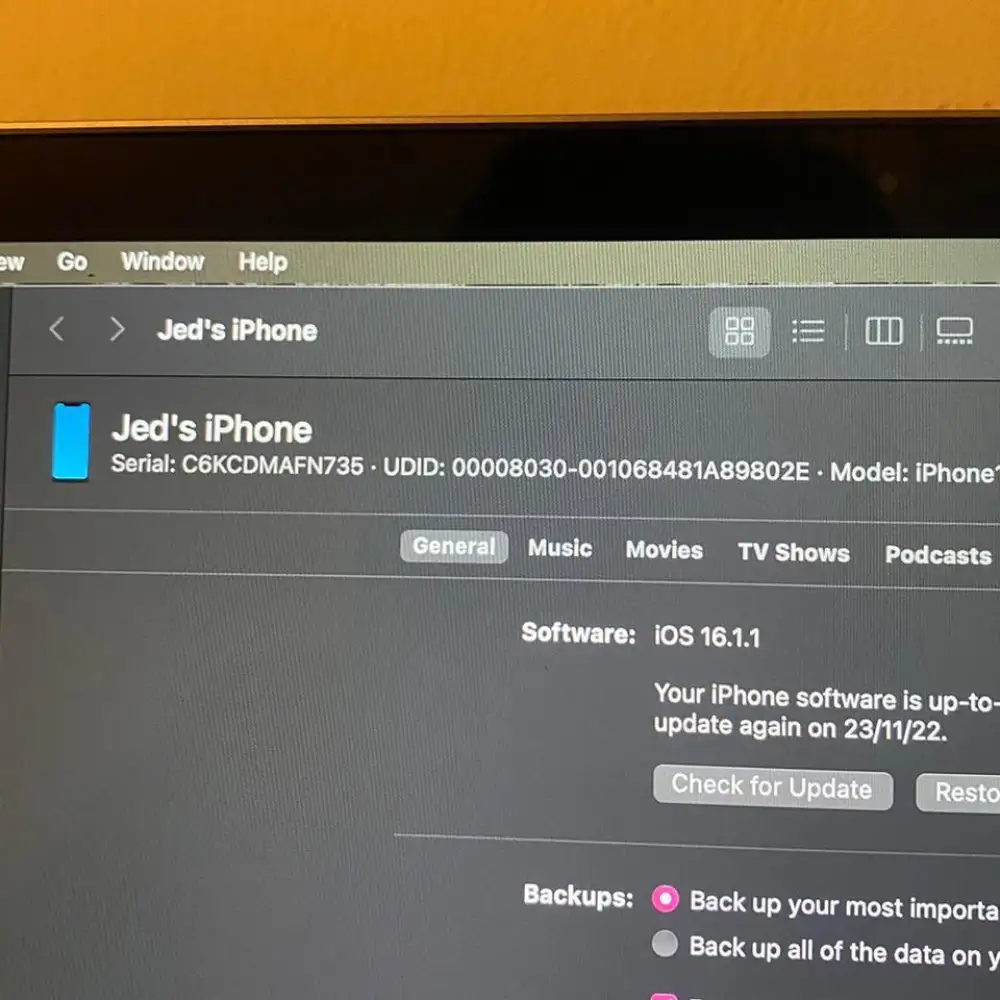 ew Go Window Help
Jed's iPhone
Jed's iPhone
Serial: C6KCDMAFN735 · UDID: 00008030-001068481A89802E · Model: iPhone1
General Music Movies TV Shows Podcasts
Software: iOS 16.1.1
Your iPhone software is up-to-
update again on 23/11/22.
Check for Update Resto
Backups: Back up your most importa
Back up all of the data on y